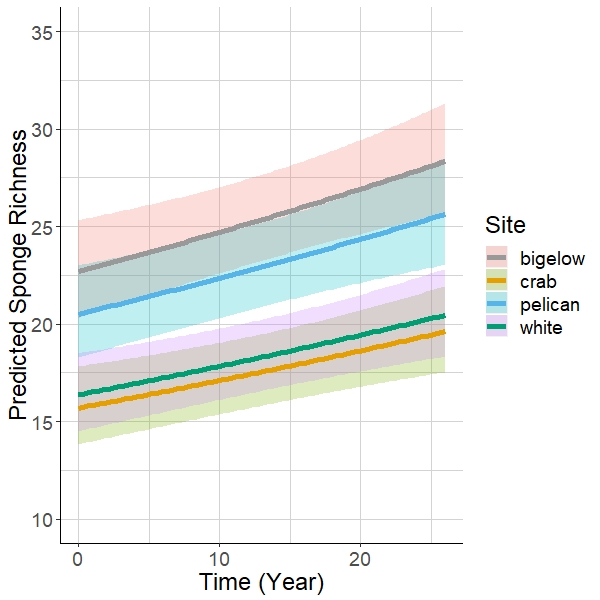 35
30
25
20
15
10
Predicted Sponge Richness
0 10 20
Time (Year)
Site
bigelow
crab
pelican
white